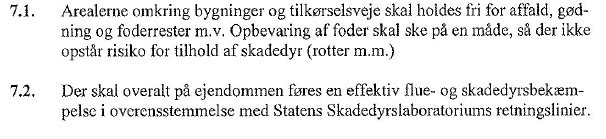 7.1. Arealerne omkring bygninger og tilkørselsveje skal holdes fri for affald, gød-
ning og foderrester m.v. Opbevaring af foder skal ske på en måde, så der ikke
opstår risiko for tilhold af skadedyr (rotter m.m.)
7.2. Der skal overalt på ejendommen føres en effektiv flue- og skadedyrsbekæm-
pelse i overensstemmelse med Statens Skadedyrslaboratoriums retningslinier.